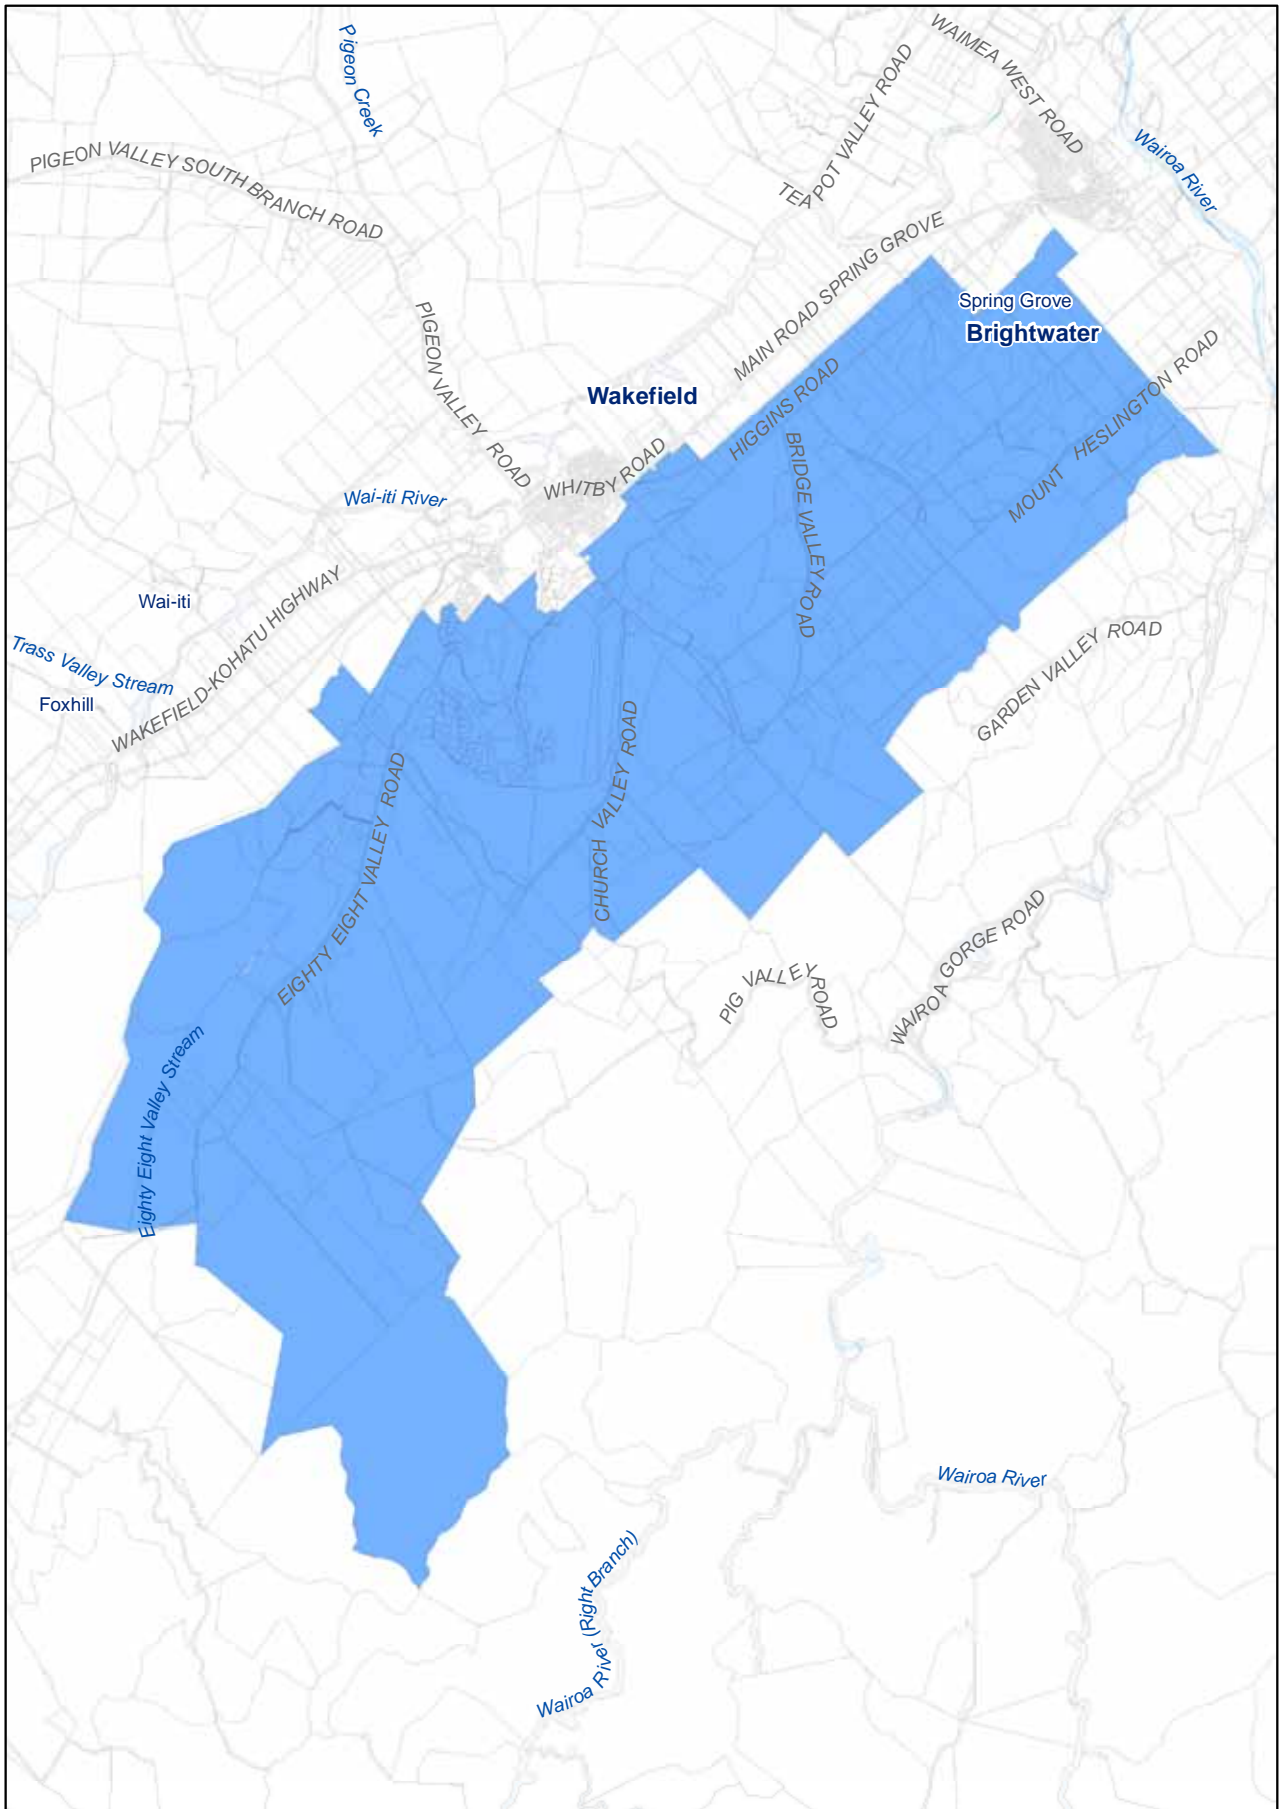 Pigeon Creek
WAIMEA WEST ROAD
TEAPOT VALLEY ROAD
Wairoa River
PIGEON VALLEY SOUTH BRANCH ROAD
MAIN ROAD SPRING GROVE
Spring Grove
Brightwater
PIGEON VALLEY ROAD
Wakefield
HIGGINS ROAD
MOUNT HESLINGTON ROAD
WHITBY ROAD
BRIDGE VALLEY ROAD
Wai-iti River
Wai-iti
WAKEFIELD-KOHATU HIGHWAY
GARDEN VALLEY ROAD
Trass Valley Stream
Foxhill
CHURCH VALLEY ROAD
EIGHTY EIGHT VALLEY ROAD
WAIROA GORGE ROAD
PIG VALLEY ROAD
Eighty Eight Valley Stream
Wairoa River
Wairoa River (Right Branch)